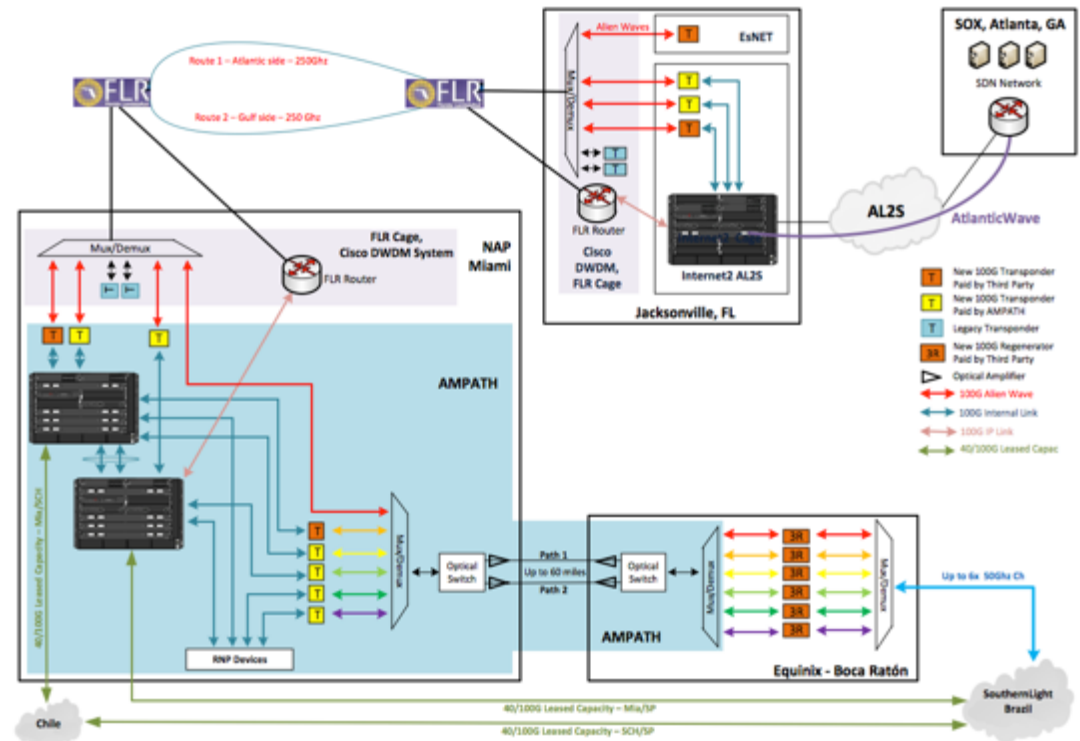 Route 1 – Atlantic side – 250Ghz
Route 2 – Gulf side – 250 Ghz
FLR
FLR
Alien Waves
T
EsNET
Mux/Demux
T
T
T
T
T
FLR Router
Cisco
DWDM,
FLR Cage
Internet2 Cage
Internet2 AL2S
Jacksonville, FL
SOX, Atlanta, GA
SDN Network
AL2S
AtlanticWave
T
New 100G Transponder
Paid by Third Party
T
New 100G Transponder
Paid by AMPATH
T
Legacy Transponder
3R
New 100G Regenerator
Paid by Third Party
Optical Amplifier
100G Alien Wave
100G Internal Link
100G IP Link
40/100G Leased Capac
Mux/Demux
T
T
FLR Cage,
Cisco DWDM System
NAP
Miami
FLR Router
T
T
T
AMPATH
40/100G Leased Capacity – Mia/SCH
T
T
T
T
T
Mux/Demux
RNP Devices
Optical
Switch
Path 1
Up to 60 miles
Path 2
Optical
Switch
AMPATH
Mux/Demux
3R
3R
3R
3R
3R
3R
Mux/Demux
Equinix - Boca Ratón
Up to 6x 50Ghz Ch
SouthernLight
Brazil
Chile
40/100G Leased Capacity – Mia/SP
40/100G Leased Capacity – SCH/SP